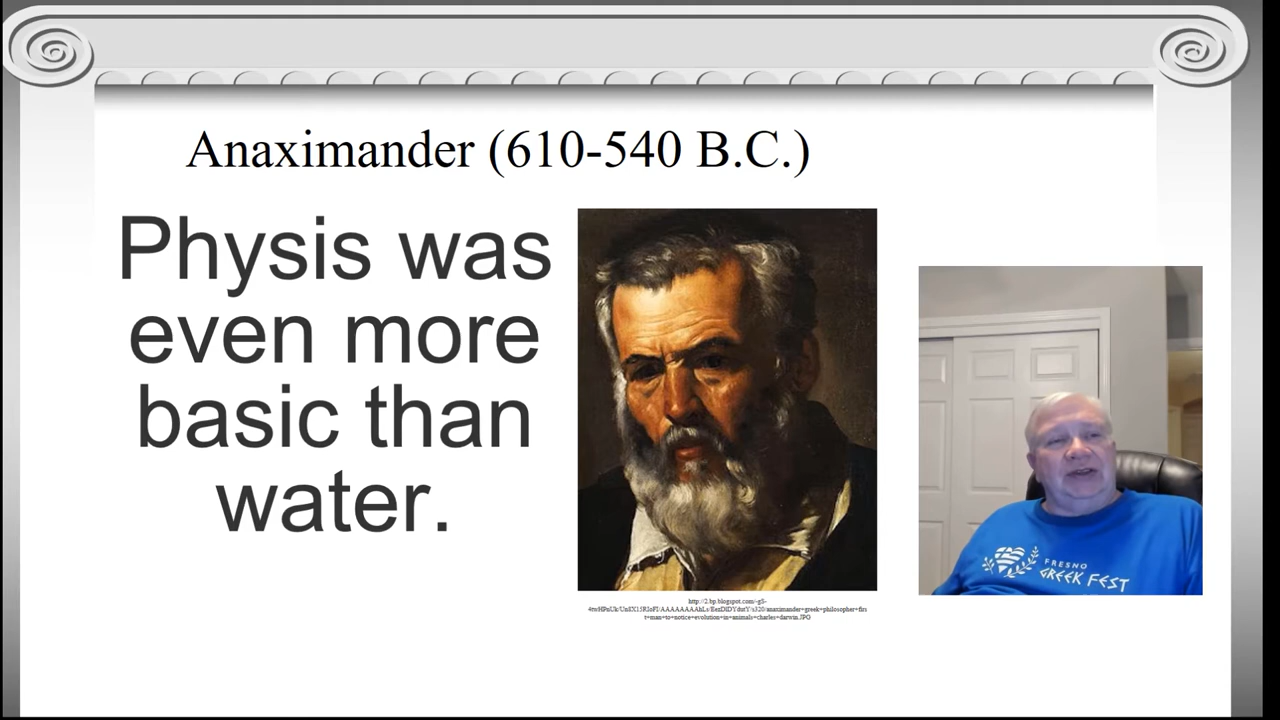 Anaximander (610-540 B.C.)
Physis was
even more
basic than
water.
FRESNO
GREEK FEST